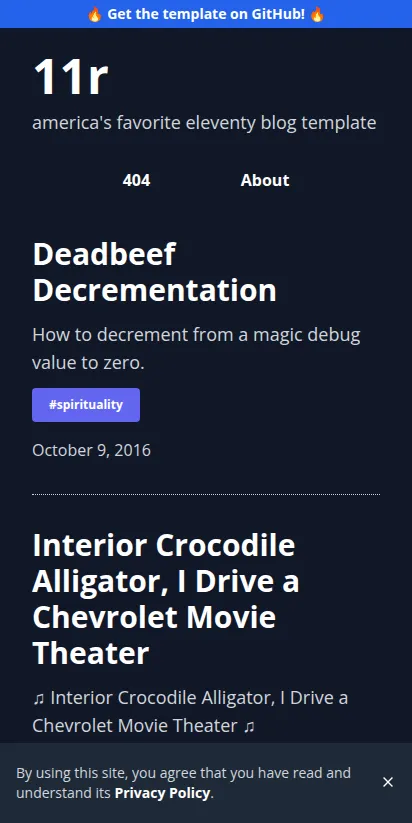 🔥 Get the template on GitHub! 🔥
11r
america's favorite eleventy blog template
404 About
Deadbeef
Decrementation
How to decrement from a magic debug
value to zero.
#spirituality
October 9, 2016
Interior Crocodile
Alligator, I Drive a
Chevrolet Movie
Theater
♫ Interior Crocodile Alligator, I Drive a
Chevrolet Movie Theater ♫
By using this site, you agree that you have read and
understand its Privacy Policy.
×